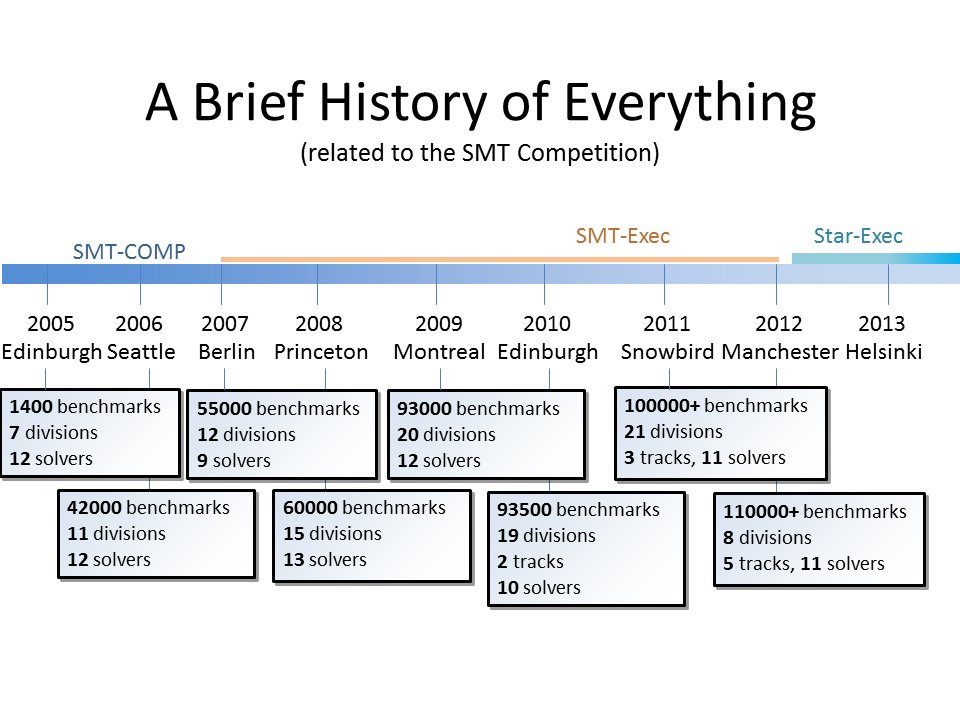 A Brief History of Everything
(related to the SMT Competition)
SMT-COMP
SMT-Exec
Star-Exec
2005
Edinburgh
2006
Seattle
2007
Berlin
2008
Princeton
2009
Montreal
2010
Edinburgh
2011
Snowbird
2012
Manchester
2013
Helsinki
1400 benchmarks
7 divisions
12 solvers
55000 benchmarks
12 divisions
9 solvers
93000 benchmarks
20 divisions
12 solvers
100000+ benchmarks
21 divisions
3 tracks, 11 solvers
42000 benchmarks
11 divisions
12 solvers
60000 benchmarks
15 divisions
13 solvers
93500 benchmarks
19 divisions
2 tracks
10 solvers
110000+ benchmarks
8 divisions
5 tracks, 11 solvers